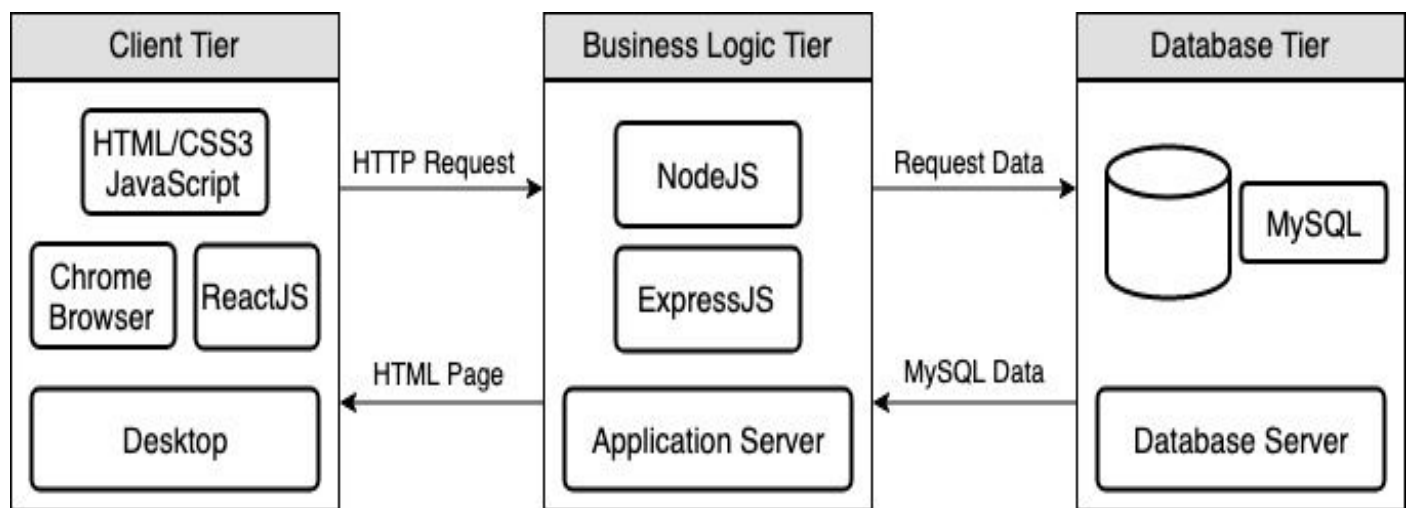 Client Tier
HTML/CSS3
JavaScript
Chrome
Browser
ReactJS
Desktop
HTTP Request
HTML Page
Business Logic Tier
NodeJS
ExpressJS
Application Server
Request Data
MySQL Data
Database Tier
MySQL
Database Server